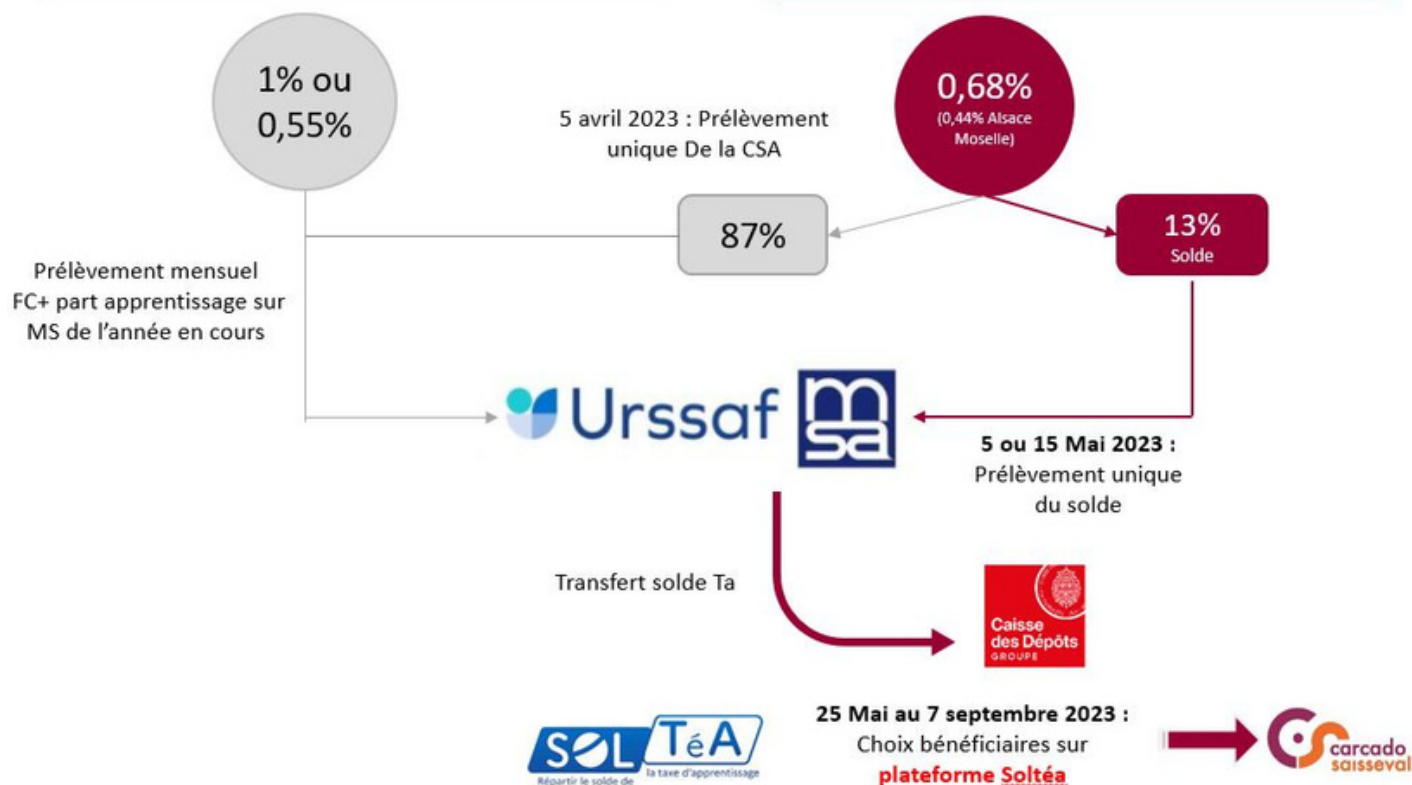 1% ou
0,55%
5 avril 2023 : Prélèvement
unique De la CSA
0,68%
(0,44% Alsace
Moselle)
87%
13%
Solde
Prélèvement mensuel
FC+ part apprentissage sur
MS de l'année en cours
Urssaf
msa
5 ou 15 Mai 2023 :
Prélèvement unique
du solde
Transfert solde Ta
Caisse
des Dépôts
GROUPE
SOLTéA
Répartir le solde de
la taxe d'apprentissage
25 Mai au 7 septembre 2023 :
Choix bénéficiaires sur
plateforme Soltéa
carcado
saisseval